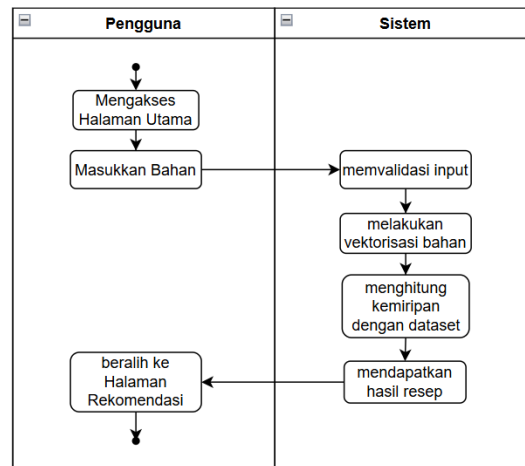 Pengguna
Sistem
Mengakses
Halaman Utama
Masukkan Bahan
memvalidasi input
melakukan
vektorisasi bahan
menghitung
kemiripan
dengan dataset
mendapatkan
hasil resep
beralih ke
Halaman
Rekomendasi